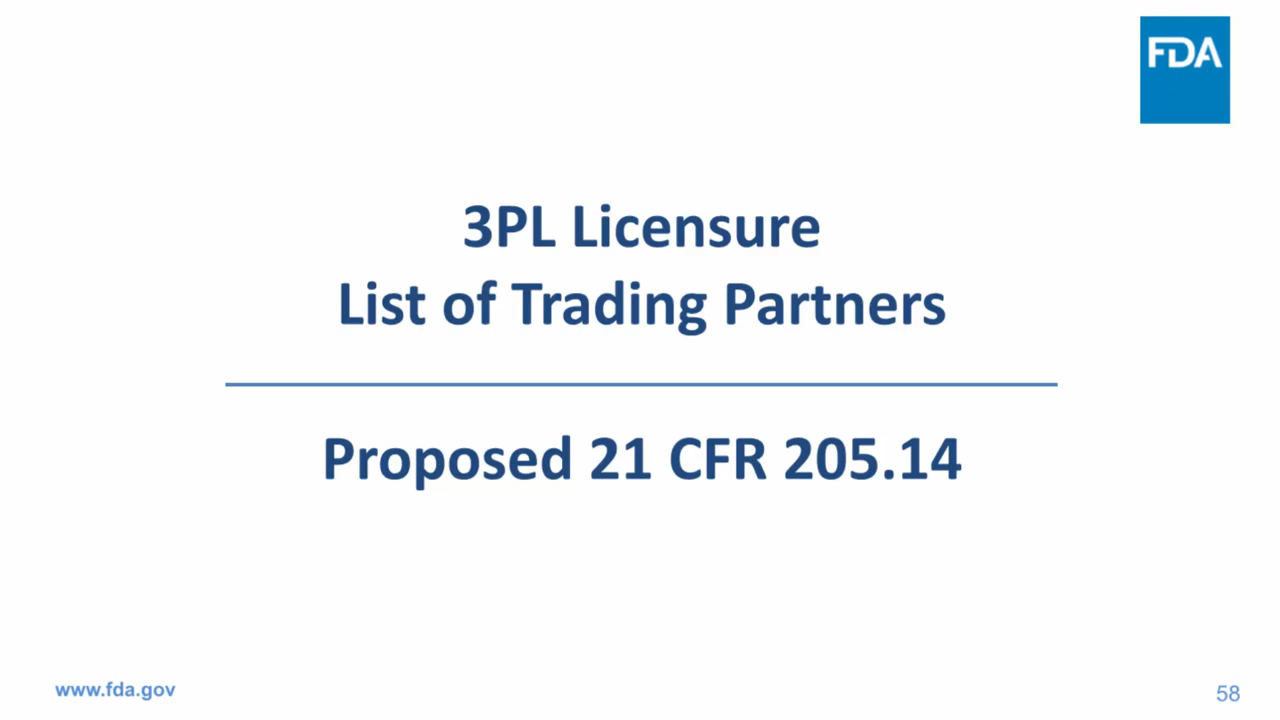 FDA
3PL Licensure
List of Trading Partners
Proposed 21 CFR 205.14
www.fda.gov
58